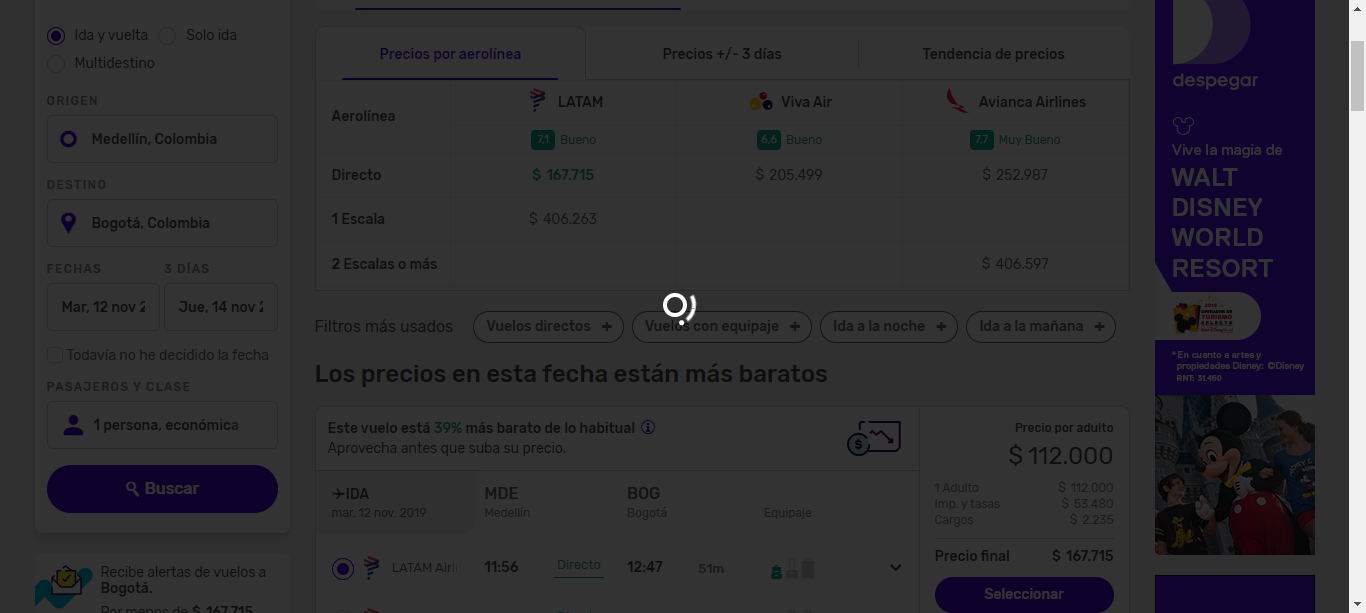 Ida y vuelta
Solo ida
Multidestino
ORIGEN
Medellín, Colombia
DESTINO
Bogotá, Colombia
FECHAS
3 DÍAS
Mar, 12 nov 2
Jue, 14 nov 2
Todavía no he decidido la fecha
PASAJEROS Y CLASE
1 persona, económica
Buscar
Recibe alertas de vuelos a
Bogotá.
Por menos de $ 167.715
Precios por aerolínea
Precios +/- 3 días
Tendencia de precios
Aerolínea
LATAM
Viva Air
Avianca Airlines
7,1 Bueno
6,6 Bueno
7,7 Muy Bueno
Directo
$ 167.715
$ 205.499
$ 252.987
1 Escala
$ 406.263
2 Escalas o más
$ 406.597
Filtros más usados
Vuelos directos +
Vuelos con equipaje +
Ida a la noche +
Ida a la mañana +
Los precios en esta fecha están más baratos
Este vuelo está 39% más barato de lo habitual
Aprovecha antes que suba su precio.
IDA
mar. 12 nov. 2019
MDE
Medellín
BOG
Bogotá
Equipaje
LATAM Airli
11:56
Directo
12:47
51m
Precio por adulto
$ 112.000
1 Adulto $ 112.000
Imp. y tasas $ 53.480
Cargos $ 2.235
Precio final $ 167.715
Seleccionar
despegar
Vive la magia de
WALT
DISNEY
WORLD
RESORT
*En cuanto a artes y
propiedades Disney: ©Disney
RNT: 31.460